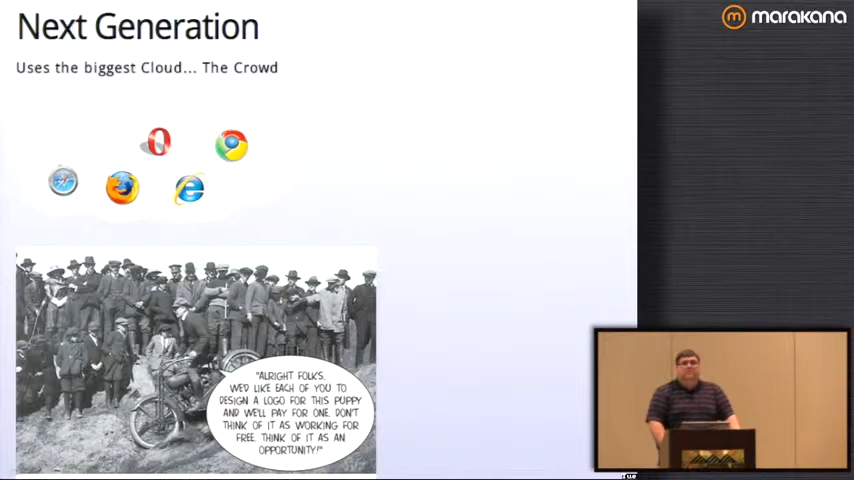 Next Generation
Uses the biggest Cloud... The Crowd
marakana
"ALRIGHT FOLKS,
WE'D LIKE EACH OF YOU TO
DESIGN A LOGO FOR THIS PUPPY
AND WE'LL PAY FOR ONE. DON'T
THINK OF IT AS WORKING FOR
FREE. THINK OF IT AS AN
OPPORTUNITY!"